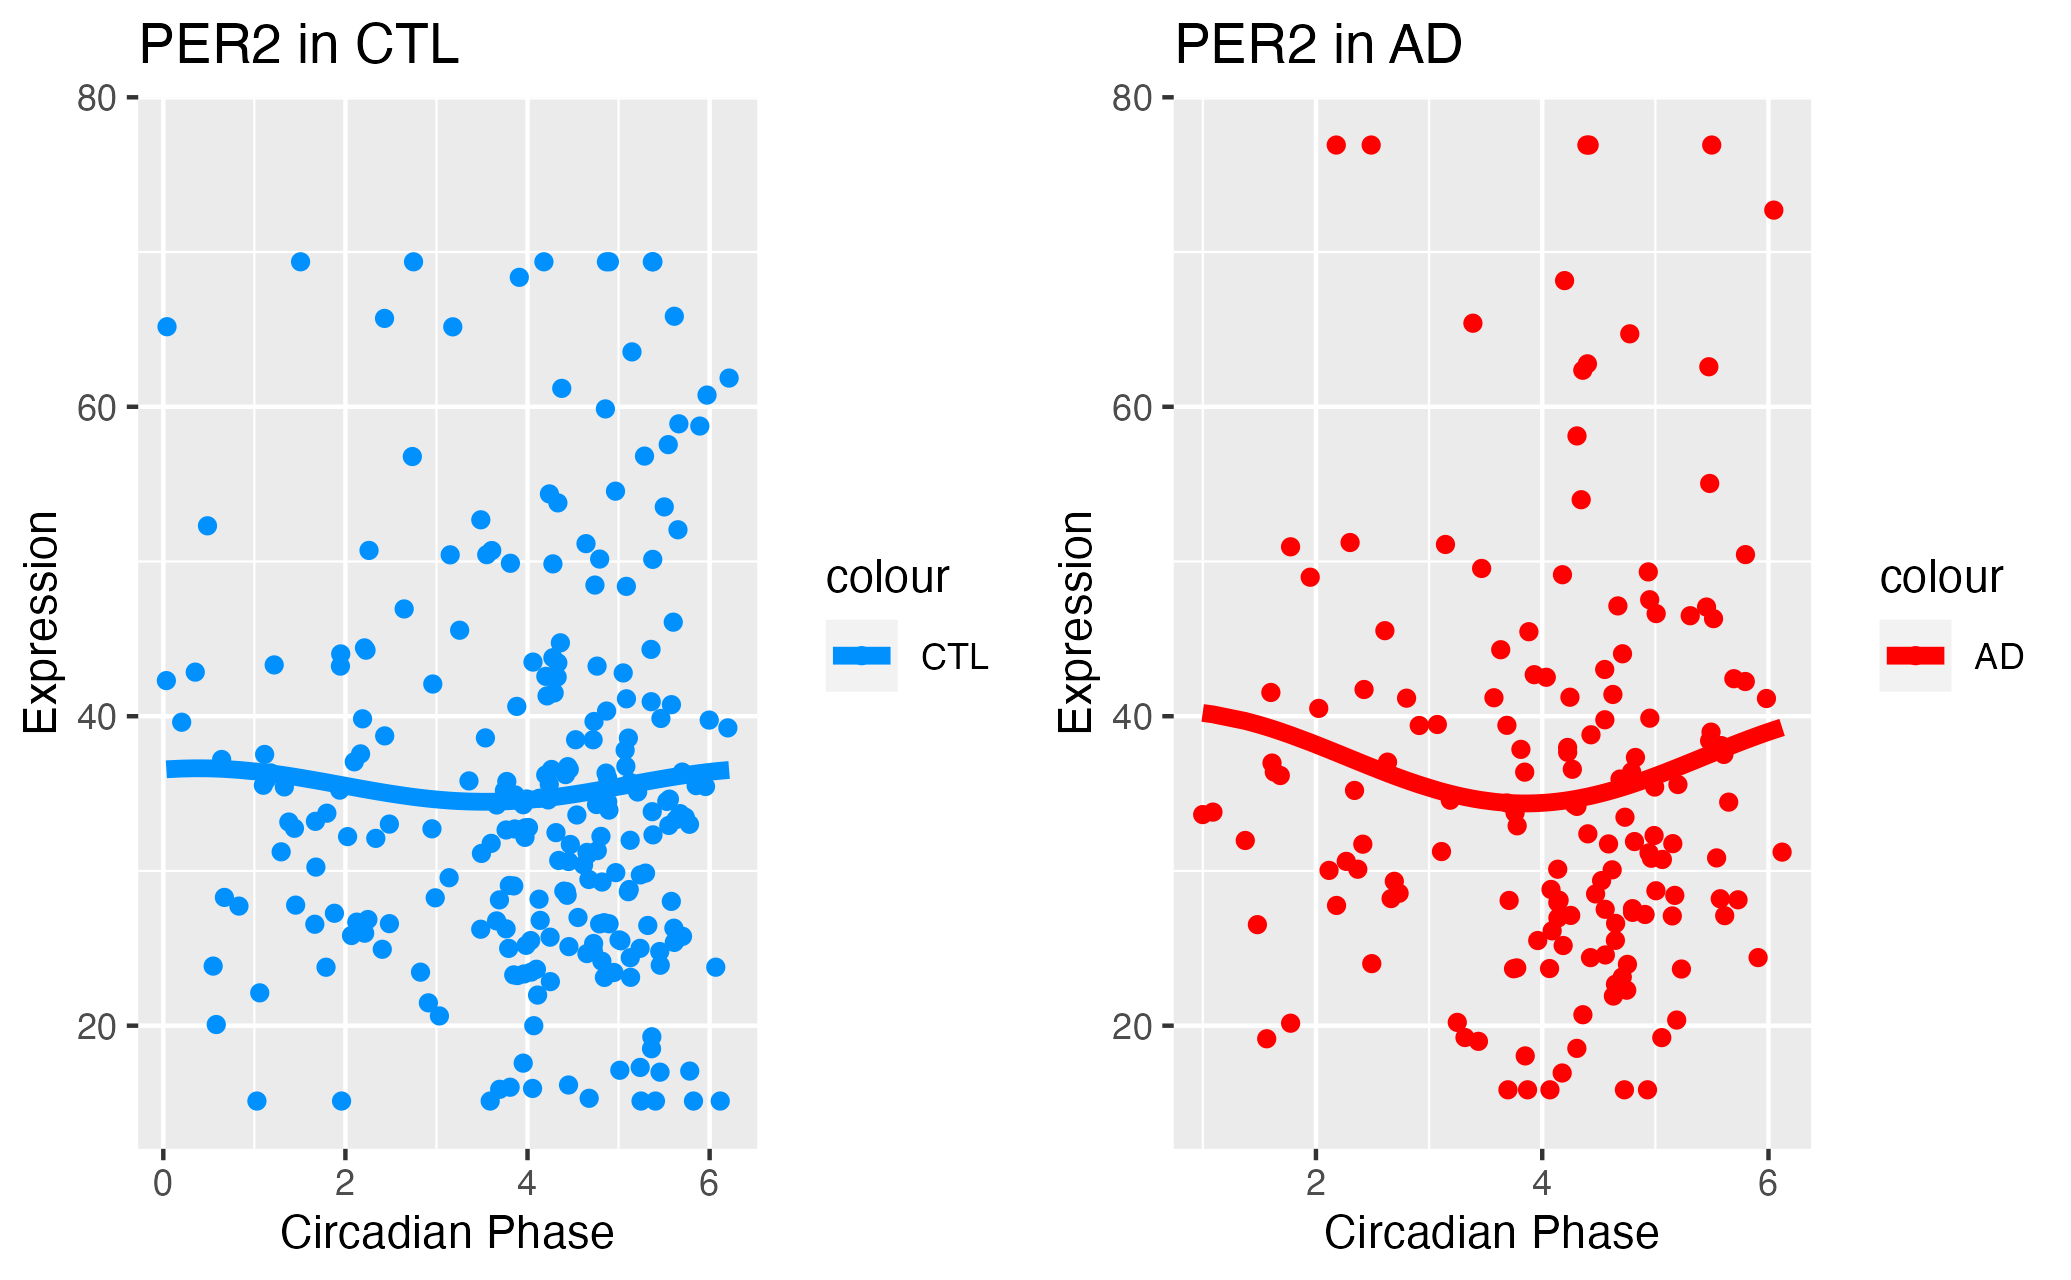 PER2 in CTL
80
60
40
20
Expression
0 2 4 6
Circadian Phase
colour
CTL
PER2 in AD
80
60
40
20
Expression
2 4 6
Circadian Phase
colour
AD